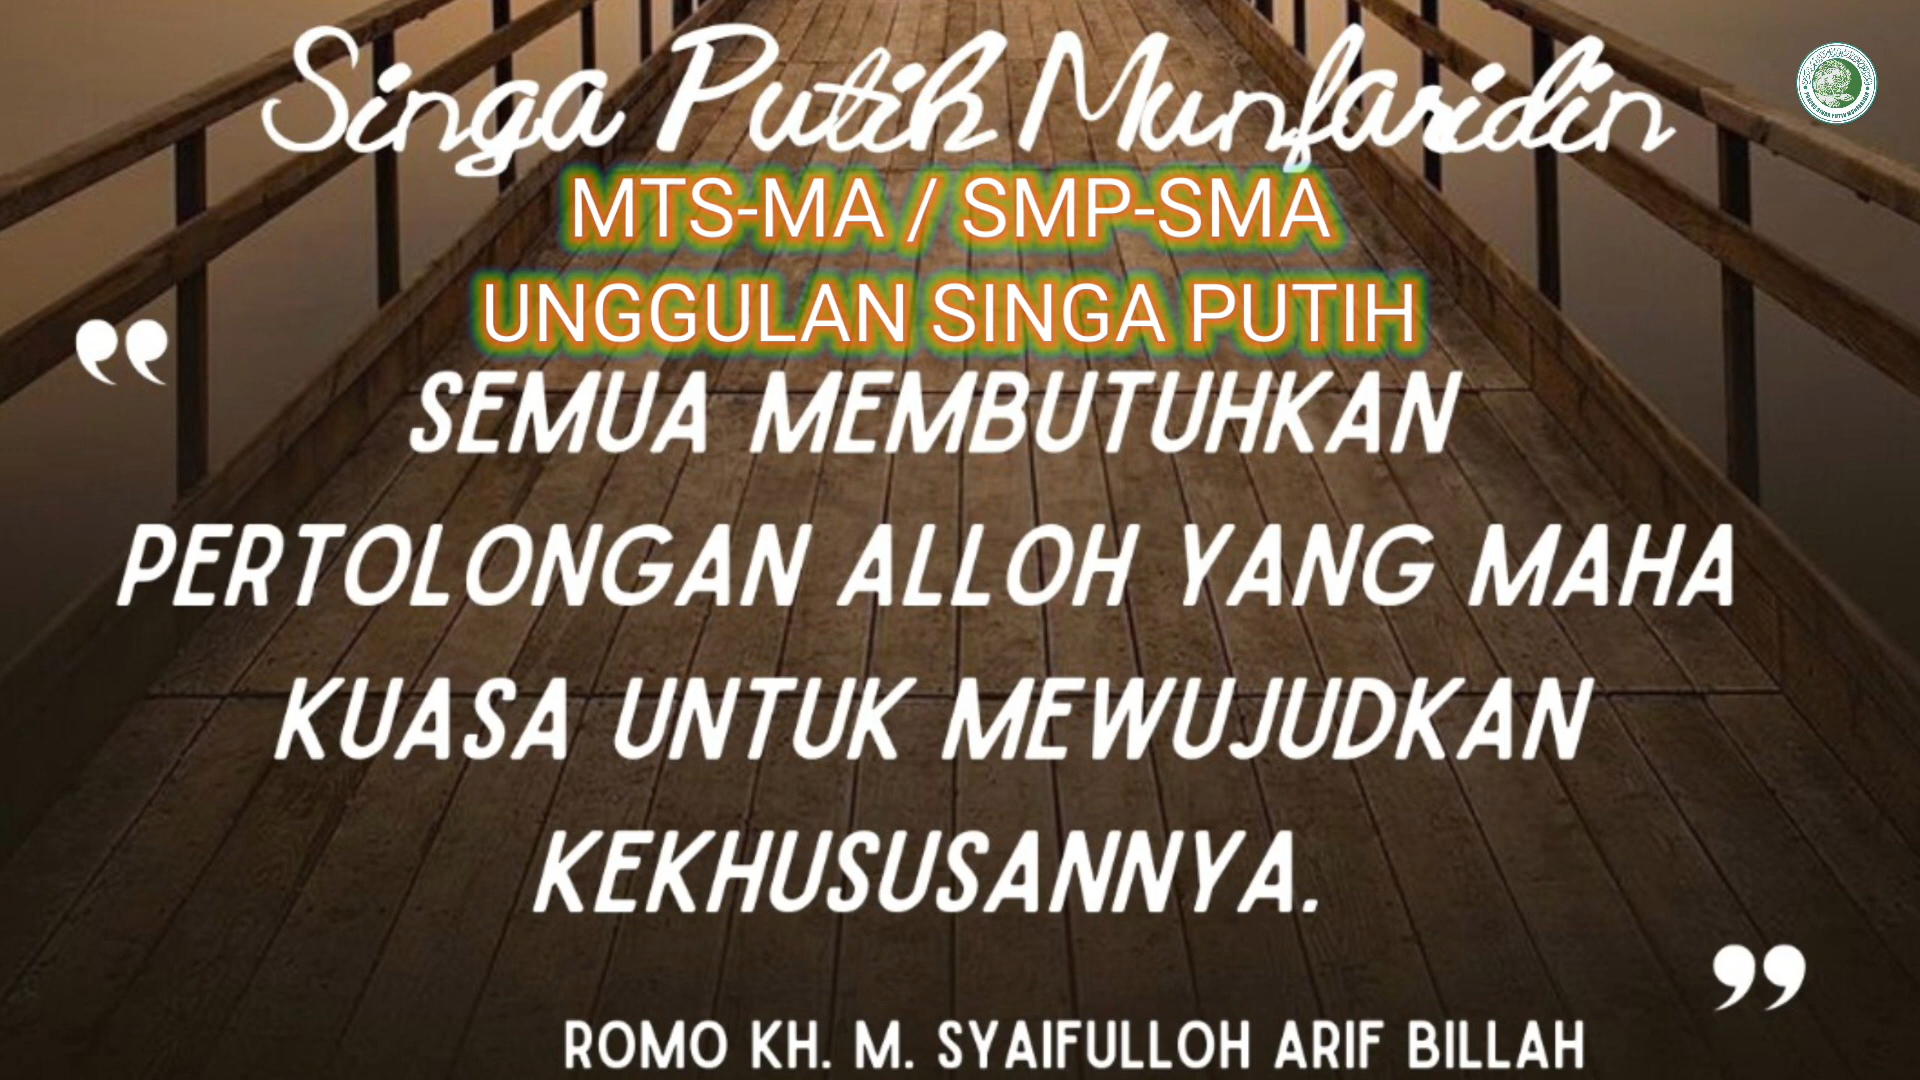 Singa Putih Munfaridin
MTS-MA / SMP-SMA
UNGGULAN SINGA PUTIH
“
SEMUA MEMBUTUHKAN
PERTOLONGAN ALLOH YANG MAHA
KUASA UNTUK MEWUJUDKAN
KEKHUSUSANNYA.
”
ROMO KH. M. SYAIFULLOH ARIF BILLAH